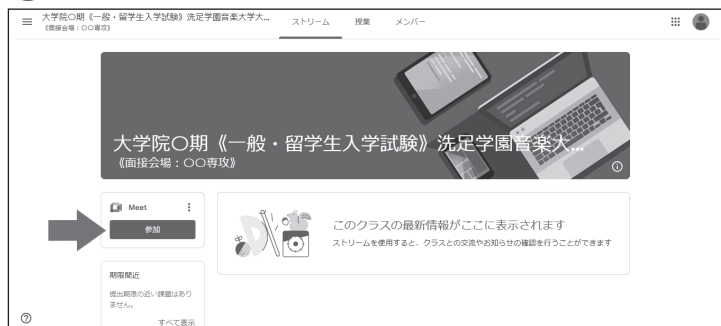 大学院〇期《一般・留学生入学試験》洗足学園音楽大学大...
《面接会場：〇〇専攻》
ストリーム 授業 メンバー
大学院〇期《一般・留学生入学試験》洗足学園音楽大...
《面接会場：〇〇専攻》
Meet
参加
このクラスの最新情報がここに表示されます
ストリームを使用すると、クラスとの交流やお知らせの確認を行うことができます
期限間近
提出期限の近い課題はあり
ません。
すべて表示